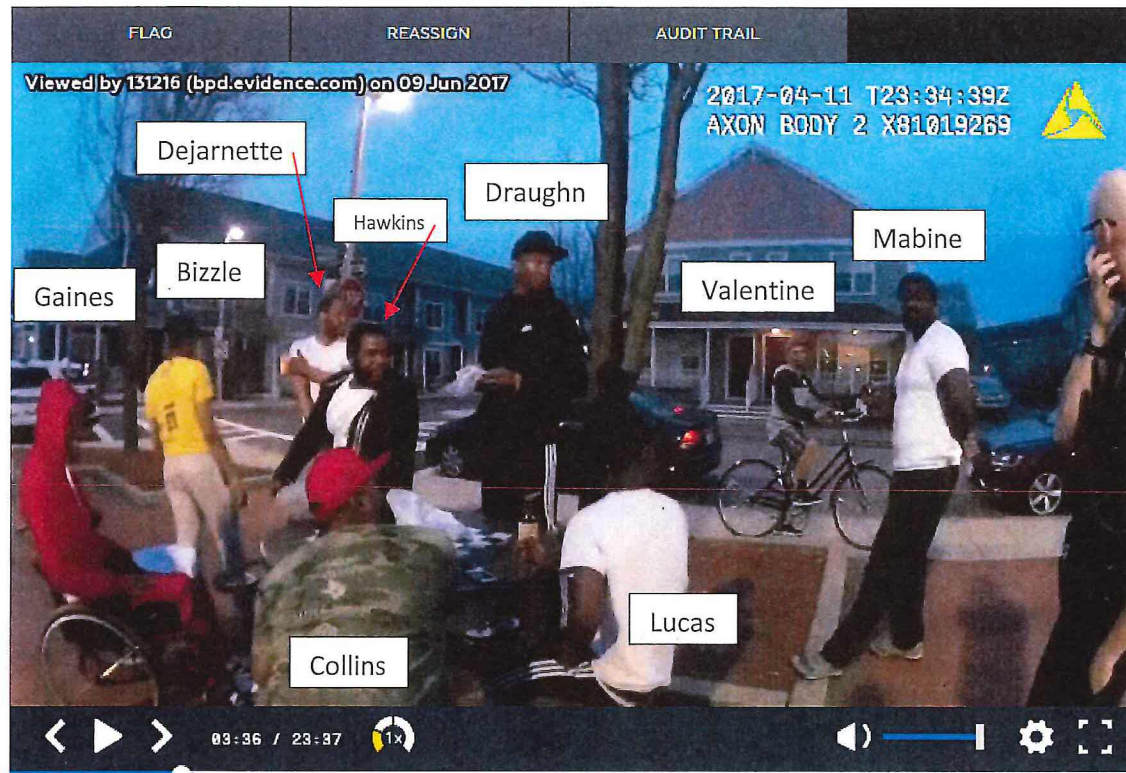 FLAG
REASSIGN
AUDIT TRAIL
Viewed by 131216 (bpd.evidence.com) on 09 Jun 2017
2017-04-11 T23:34:39Z
AXON BODY 2 X81019269
Dejarnette
Hawkins
Draughn
Mabine
Bizzle
Gaines
Valentine
Lucas
Collins
03:36 / 23:37
1x